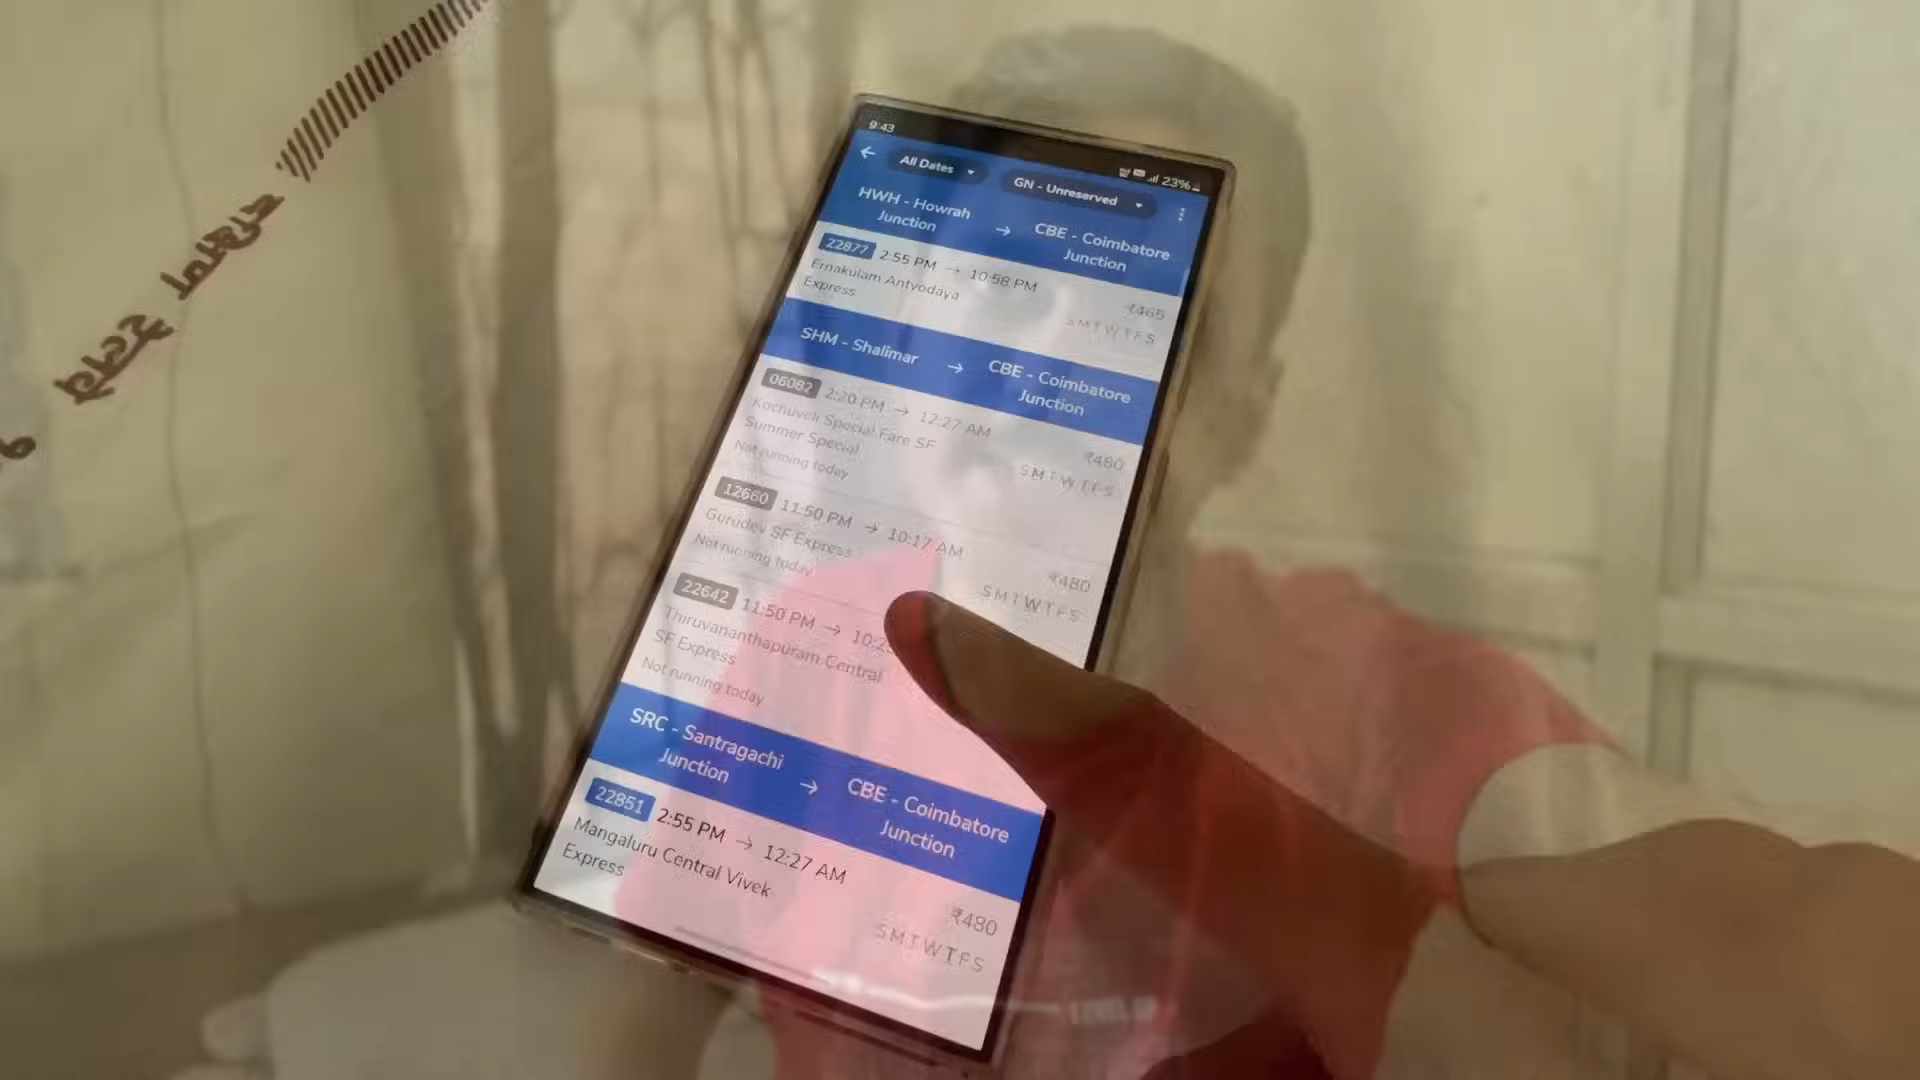 9:43
23%
All Dates
GN - Unreserved
HWH - Howrah
Junction
→
CBE - Coimbatore
Junction
22877 2:55 PM → 10:58 PM
Ernakulam Antyodaya
Express
₹465
SMTWTFS
SHM - Shalimar
→
CBE - Coimbatore
Junction
06082 2:20 PM → 12:27 AM
Kochuveli Special Fare SF
Summer Special
Not running today
₹480
SMTWTFS
12660 11:50 PM → 10:17 AM
Gurudev SF Express
Not running today
₹480
SMTWTFS
22642 11:50 PM →
Thiruvananthapuram Central
SF Express
Not running today
SRC - Santragachi
Junction
→
CBE - Coimbatore
Junction
22851 2:55 PM → 12:27 AM
Mangaluru Central Vivek
Express
₹480
SMTWTFS